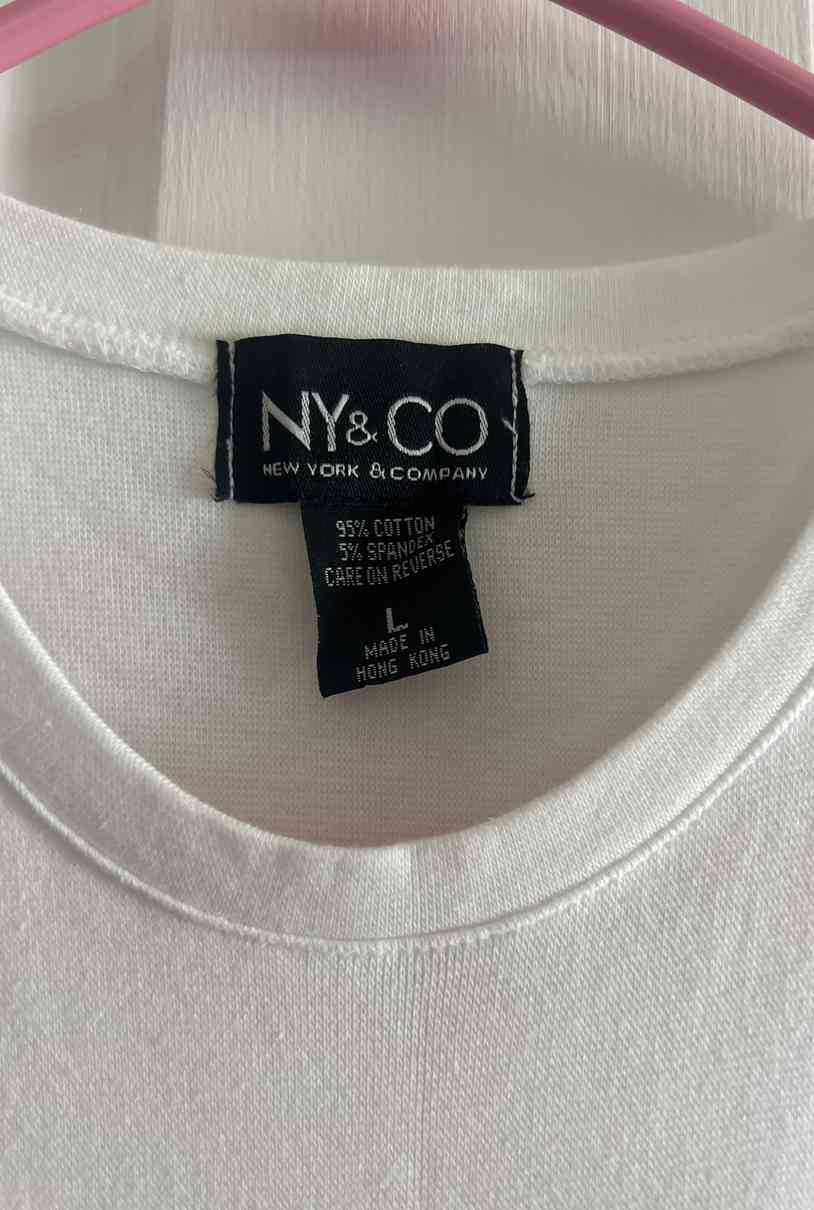 NY&CO
NEW YORK & COMPANY
95% COTTON
5% SPANDEX
CARE ON REVERSE
L
MADE IN
HONG KONG